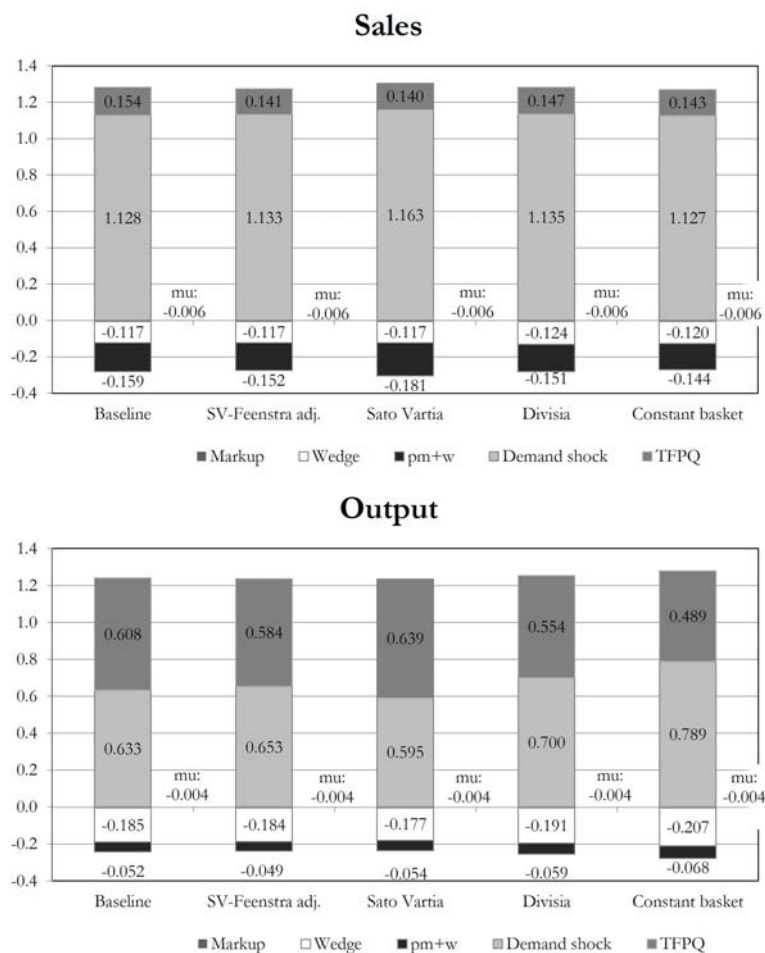 Sales
1.4
1.2
0.154 0.141 0.140 0.147 0.143
1.0
0.8
0.6
1.128 1.133 1.163 1.135 1.127
0.4
0.2
mu: mu: mu: mu: mu:
-0.006 -0.006 -0.006 -0.006 -0.006
0.0
-0.117 -0.117 -0.117 -0.124 -0.120
-0.2
-0.159 -0.152 -0.181 -0.151 -0.144
-0.4
Baseline SV-Feenstra adj. Sato Vartia Divisia Constant basket
Markup Wedge pm+w Demand shock TFPQ
Output
1.4
1.2
1.0
0.608 0.584 0.639 0.554 0.489
0.8
0.6
0.4
0.633 0.653 0.595 0.700 0.789
0.2
mu: mu: mu: mu: mu:
-0.004 -0.004 -0.004 -0.004 -0.004
0.0
-0.185 -0.184 -0.177 -0.191 -0.207
-0.2
-0.052 -0.049 -0.054 -0.059 -0.068
-0.4
Baseline SV-Feenstra adj. Sato Vartia Divisia Constant basket
Markup Wedge pm+w Demand shock TFPQ